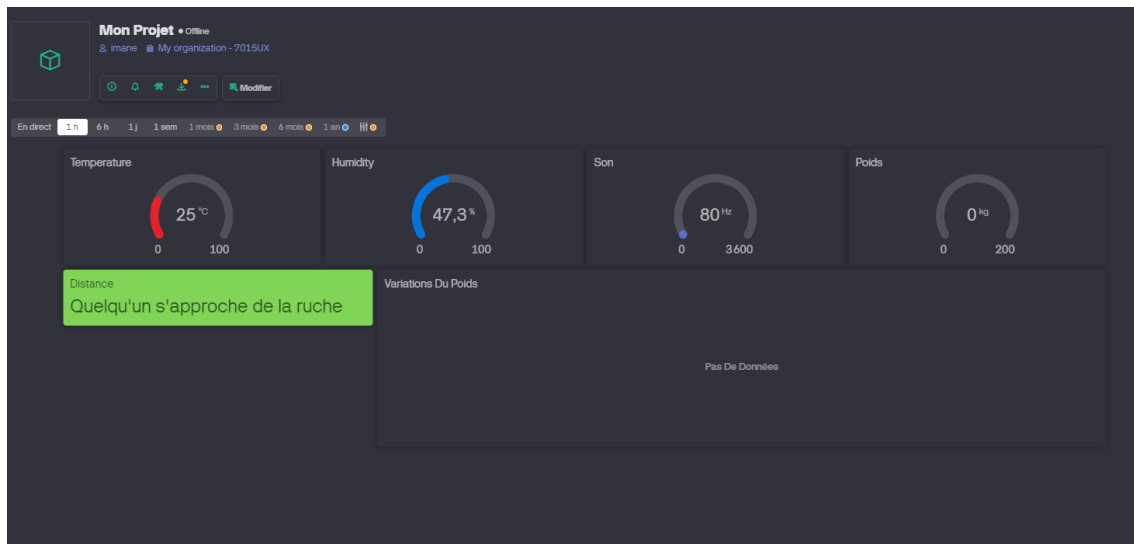 Mon Projet • Offline
imane My organization - 7015UX
Modifier
En direct 1 h 6 h 1 j 1 sem 1 mois 3 mois 6 mois 1 an
Temperature Humidity Son Poids
25 °C 47,3 % 80 Hz 0 kg
0 100 0 100 0 3 600 0 200
Distance Variations Du Poids
Quelqu'un s'approche de la ruche
Pas De Données